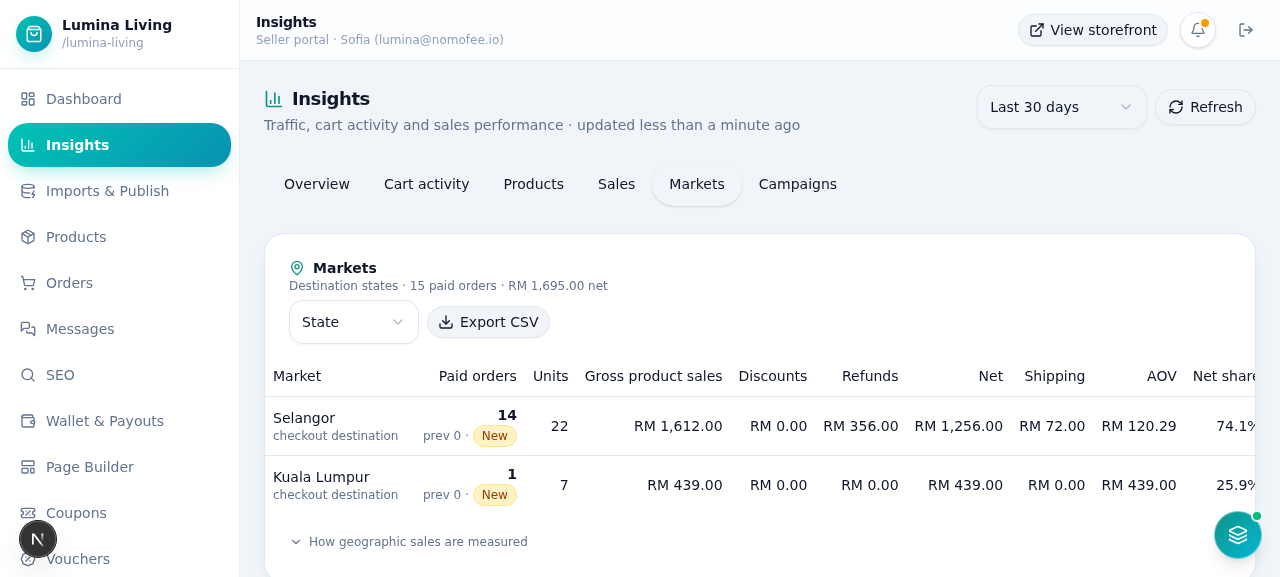 Lumina Living
/lumina-living
Dashboard
Insights
Imports & Publish
Products
Orders
Messages
SEO
Wallet & Payouts
Page Builder
Coupons
Vouchers
N
Insights
Seller portal · Sofia (lumina@nomofee.io)
View storefront
Insights
Traffic, cart activity and sales performance · updated less than a minute ago
Last 30 days
Refresh
Overview Cart activity Products Sales Markets Campaigns
Markets
Destination states · 15 paid orders · RM 1,695.00 net
State
Export CSV
Market Paid orders Units Gross product sales Discounts Refunds Net Shipping AOV Net share
Selangor 14 22 RM 1,612.00 RM 0.00 RM 356.00 RM 1,256.00 RM 72.00 RM 120.29 74.1%
checkout destination prev 0 · New
Kuala Lumpur 1 7 RM 439.00 RM 0.00 RM 0.00 RM 439.00 RM 0.00 RM 439.00 25.9%
checkout destination prev 0 · New
How geographic sales are measured